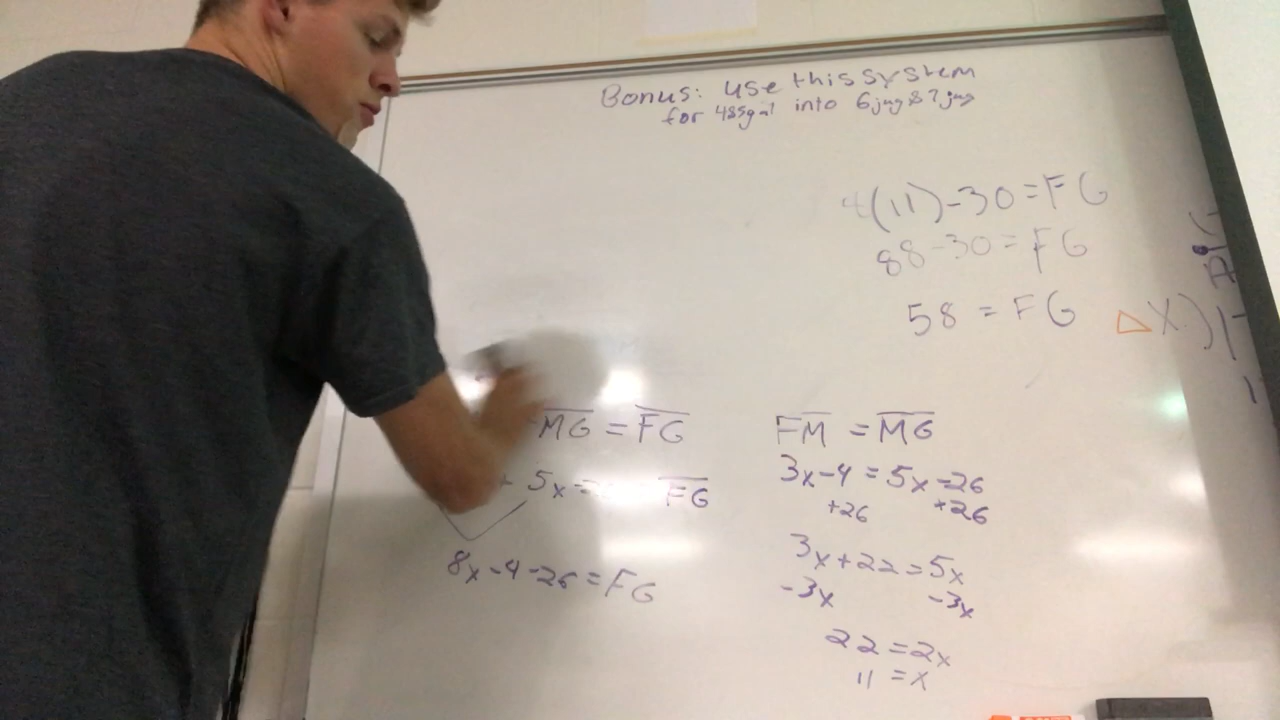 Bonus: Use this system
for 485gal into 6jug & 7jug
(11)-30=FG
88-30=FG
58=FG
△X
MG=FG
+ 5x- FG
8x-4-26=FG
FM=MG
3x-4=5x-26
+26 +26
3x+22=5x
-3x -3x
22=2x
11=x